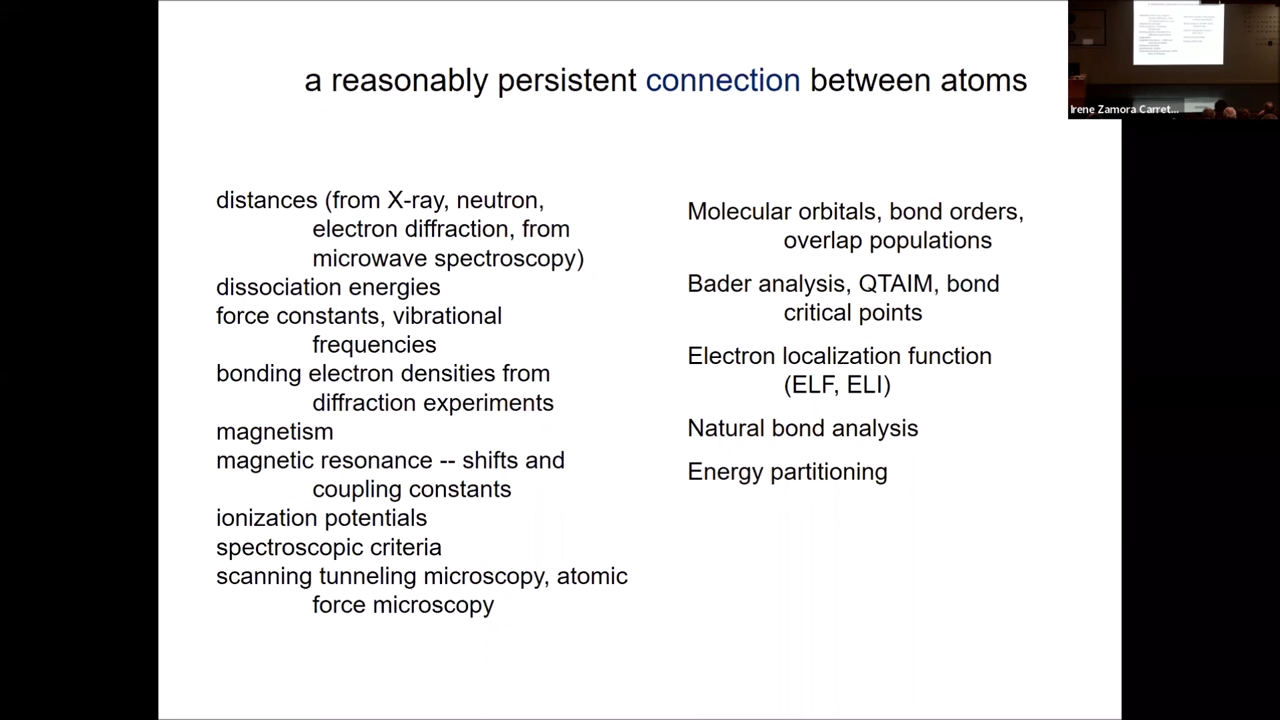 a reasonably persistent connection between atoms
distances (from X-ray, neutron,
electron diffraction, from
microwave spectroscopy)
dissociation energies
force constants, vibrational
frequencies
bonding electron densities from
diffraction experiments
magnetism
magnetic resonance -- shifts and
coupling constants
ionization potentials
spectroscopic criteria
scanning tunneling microscopy, atomic
force microscopy
Molecular orbitals, bond orders,
overlap populations
Bader analysis, QTAIM, bond
critical points
Electron localization function
(ELF, ELI)
Natural bond analysis
Energy partitioning
Irene Zamora Carret...